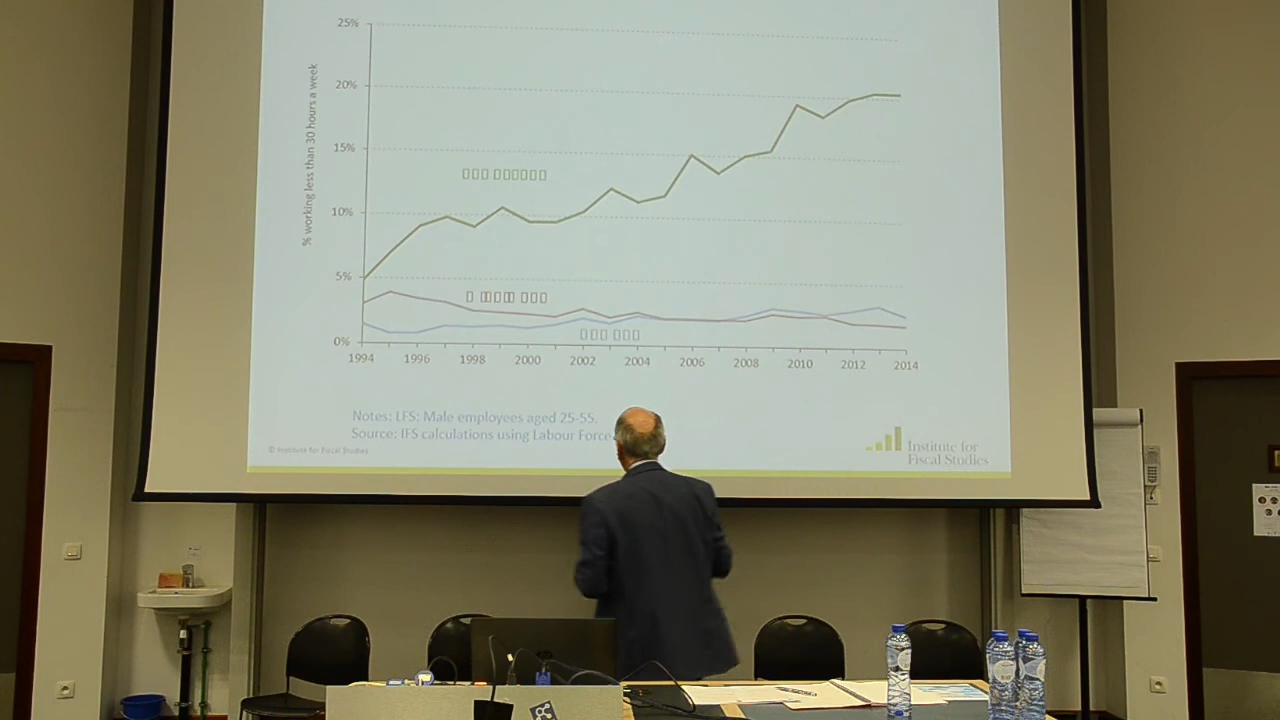 25%
20%
15%
10%
5%
0%
% working less than 30 hours a week
1994 1996 1998 2000 2002 2004 2006 2008 2010 2012 2014
Notes: LFS: Male employees aged 25-55.
Source: IFS calculations using Labour Force
© Institute for Fiscal Studies
Institute for
Fiscal Studies